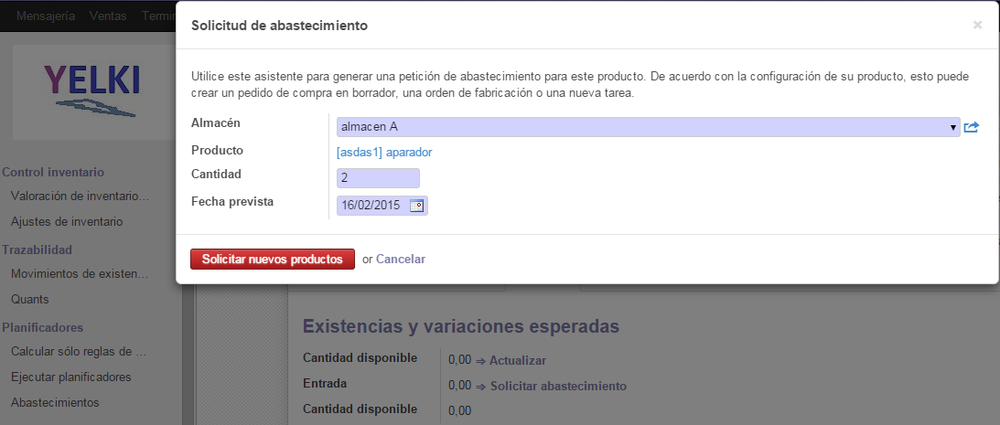 Mensajería Ventas Termin
YELKI
Control inventario
Valoración de inventario...
Ajustes de inventario
Trazabilidad
Movimientos de existen...
Quants
Planificadores
Calcular sólo reglas de ...
Ejecutar planificadores
Abastecimientos
Solicitud de abastecimiento ×
Utilice este asistente para generar una petición de abastecimiento para este producto. De acuerdo con la configuración de su producto, esto puede
crear un pedido de compra en borrador, una orden de fabricación o una nueva tarea.
Almacén almacen A
Producto [asdas1] aparador
Cantidad 2
Fecha prevista 16/02/2015
Solicitar nuevos productos or Cancelar
Existencias y variaciones esperadas
Cantidad disponible 0,00 ⇒ Actualizar
Entrada 0,00 ⇒ Solicitar abastecimiento
Cantidad disponible 0,00